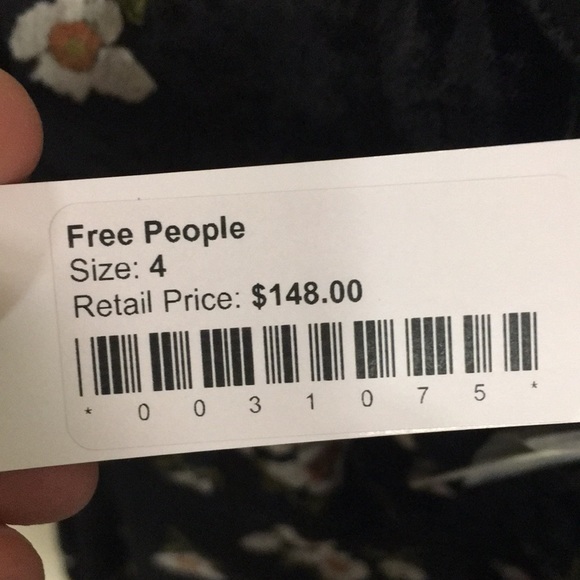 Free People
Size: 4
Retail Price: $148.00
* 0 0 3 1 0 7 5 *